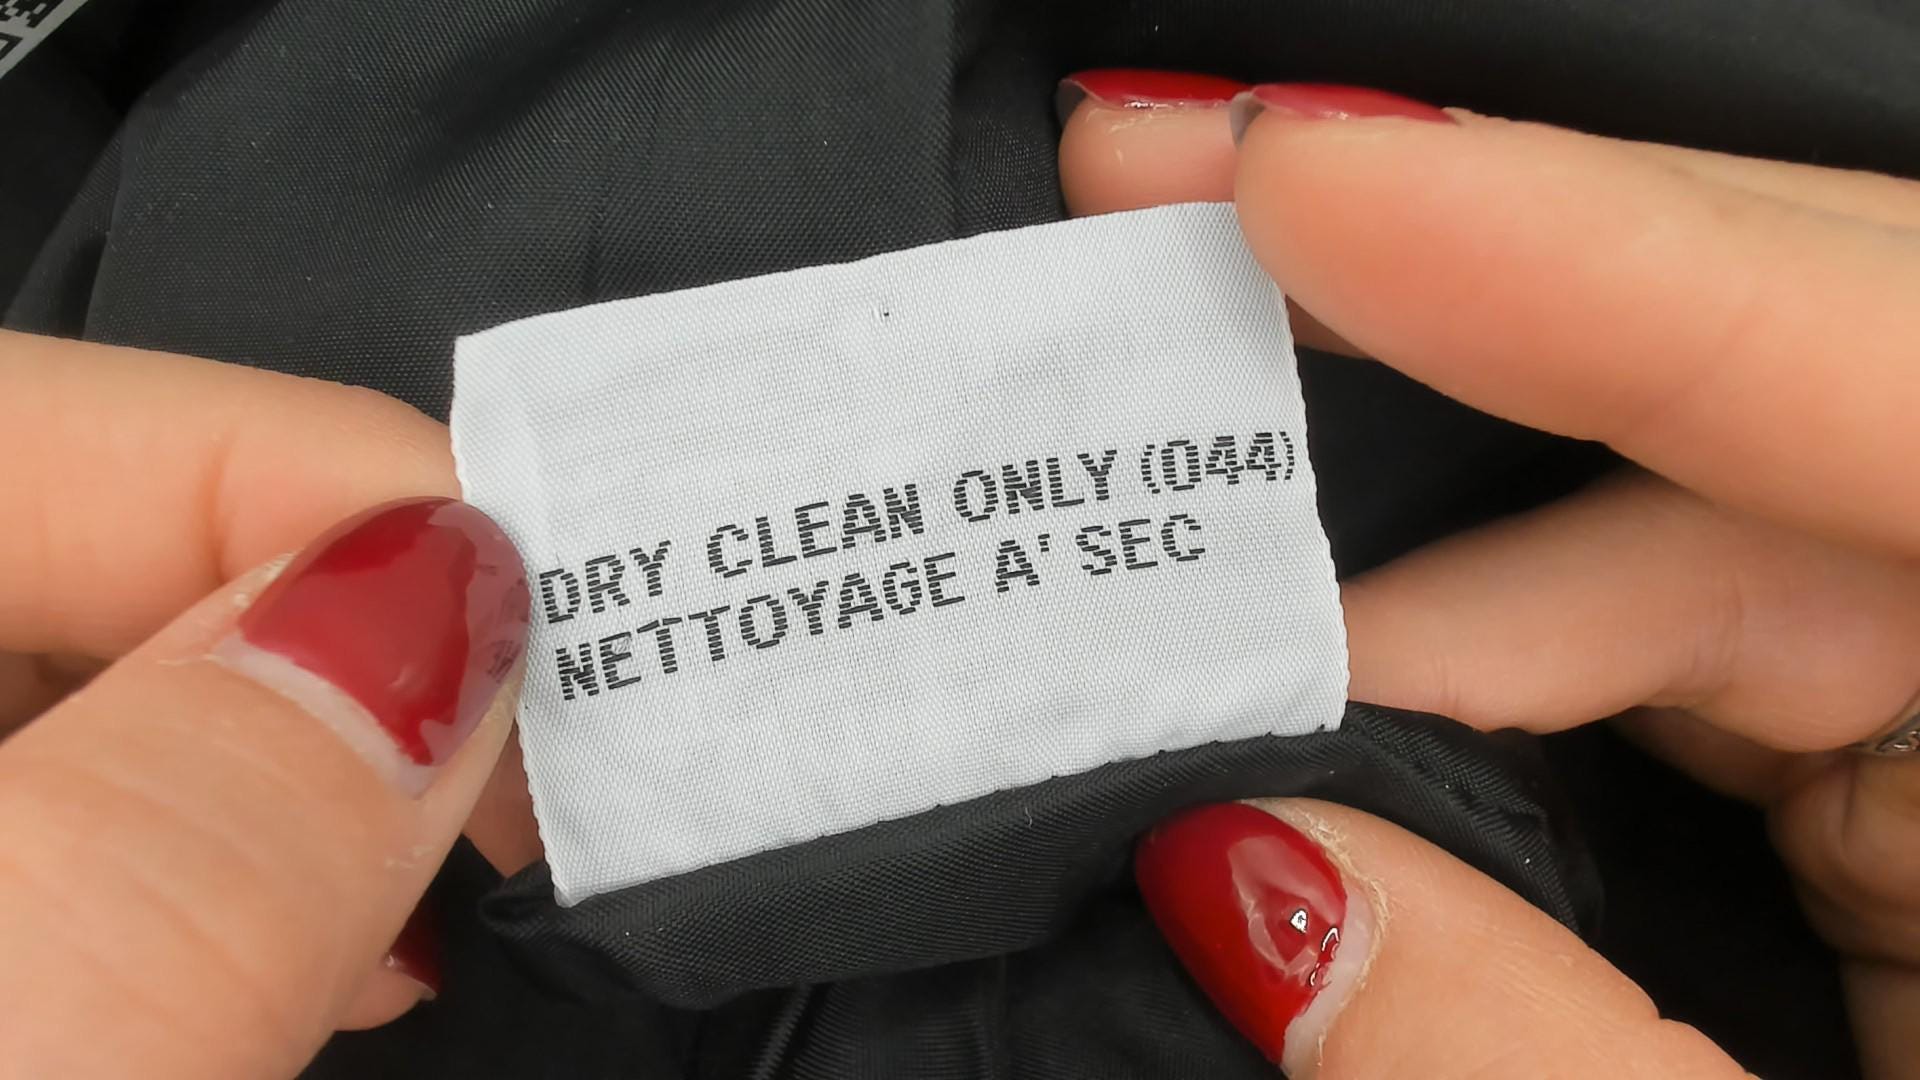 DRY CLEAN ONLY (044)
NETTOYAGE A' SEC